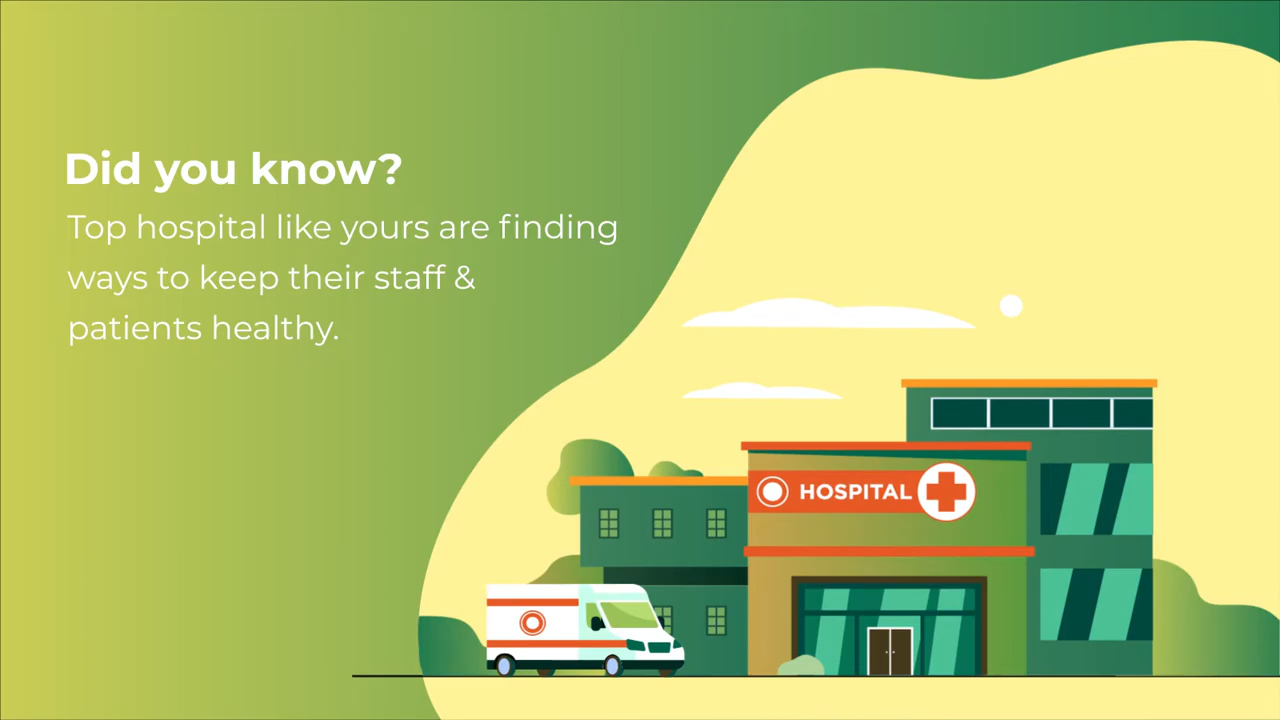 Did you know?
Top hospital like yours are finding
ways to keep their staff &
patients healthy.
HOSPITAL